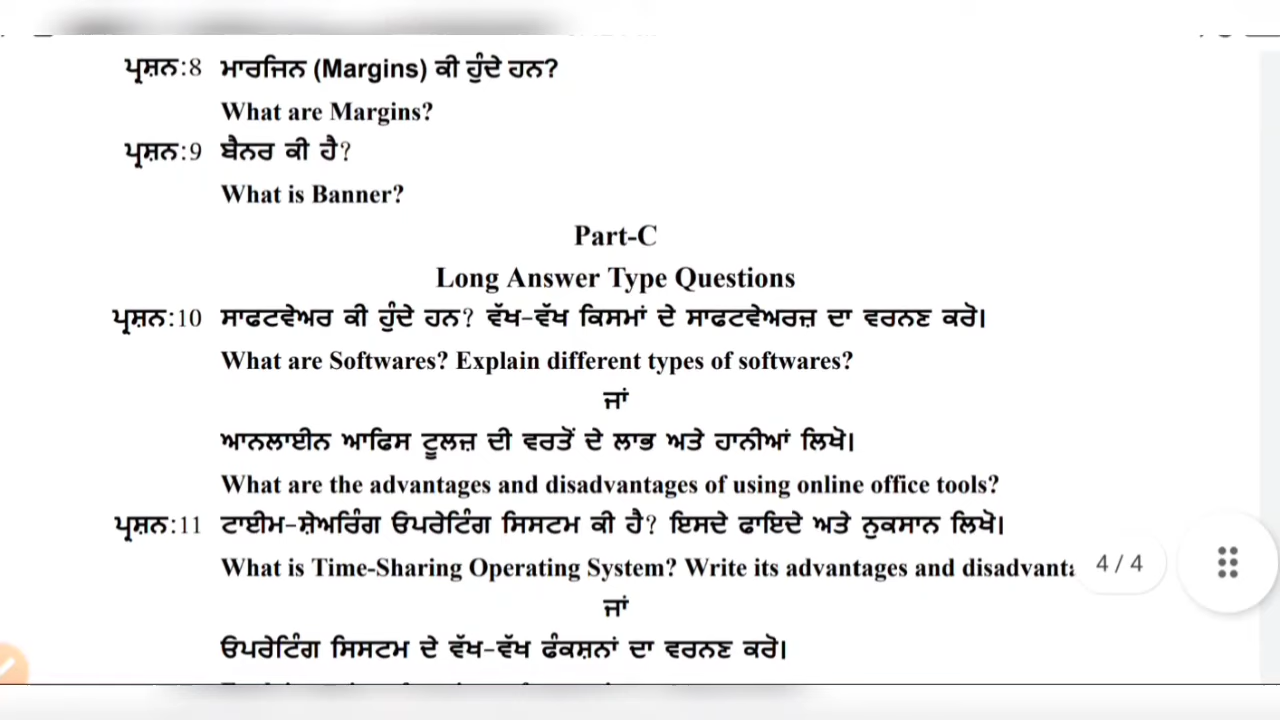 ਪ੍ਰਸ਼ਨ:8 ਮਾਰਜਿਨ (Margins) ਕੀ ਹੁੰਦੇ ਹਨ?
What are Margins?
ਪ੍ਰਸ਼ਨ:9 ਬੈਨਰ ਕੀ ਹੈ?
What is Banner?
Part-C
Long Answer Type Questions
ਪ੍ਰਸ਼ਨ:10 ਸਾਫਟਵੇਅਰ ਕੀ ਹੁੰਦੇ ਹਨ? ਵੱਖ-ਵੱਖ ਕਿਸਮਾਂ ਦੇ ਸਾਫਟਵੇਅਰਜ਼ ਦਾ ਵਰਨਣ ਕਰੋ।
What are Softwares? Explain different types of softwares?
ਜਾਂ
ਆਨਲਾਈਨ ਆਫਿਸ ਟੂਲਜ਼ ਦੀ ਵਰਤੋਂ ਦੇ ਲਾਭ ਅਤੇ ਹਾਨੀਆਂ ਲਿਖੋ।
What are the advantages and disadvantages of using online office tools?
ਪ੍ਰਸ਼ਨ:11 ਟਾਈਮ-ਸ਼ੇਅਰਿੰਗ ਓਪਰੇਟਿੰਗ ਸਿਸਟਮ ਕੀ ਹੈ? ਇਸਦੇ ਫਾਇਦੇ ਅਤੇ ਨੁਕਸਾਨ ਲਿਖੋ।
What is Time-Sharing Operating System? Write its advantages and
4 / 4
ਜਾਂ
ਓਪਰੇਟਿੰਗ ਸਿਸਟਮ ਦੇ ਵੱਖ-ਵੱਖ ਫੰਕਸ਼ਨਾਂ ਦਾ ਵਰਨਣ ਕਰੋ।